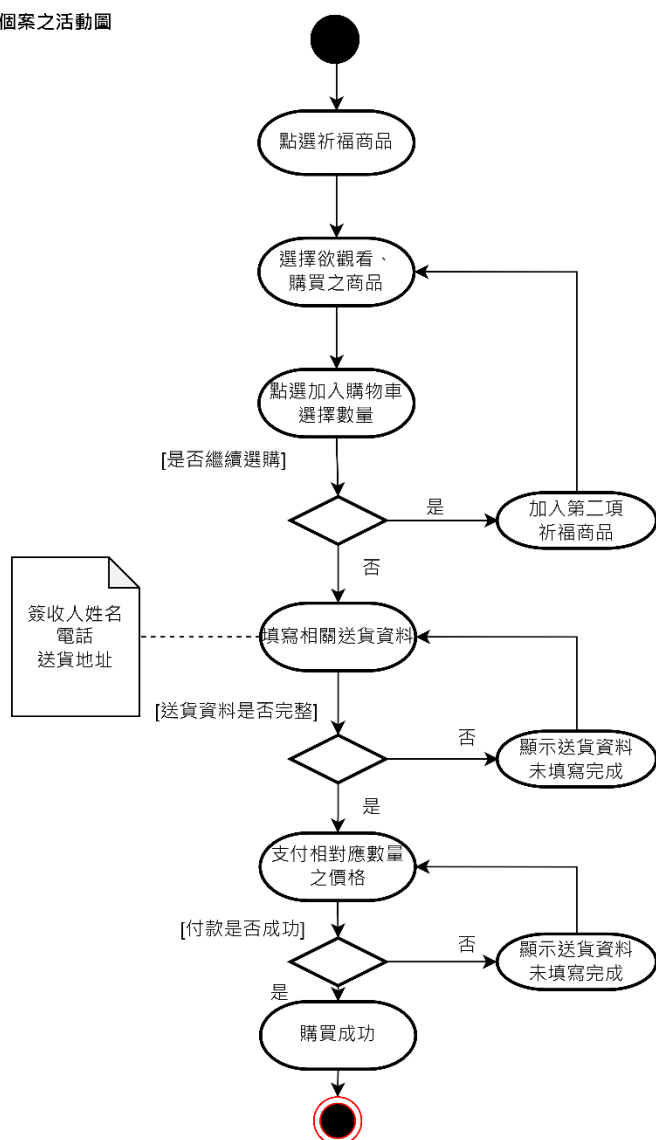 個案之活動圖
點選祈福商品
選擇欲觀看、
購買之商品
點選加入購物車
選擇數量
[是否繼續選購]
是
加入第二項
祈福商品
否
簽收人姓名
電話
送貨地址
填寫相關送貨資料
[送貨資料是否完整]
否
顯示送貨資料
未填寫完成
是
支付相對應數量
之價格
[付款是否成功]
否
顯示送貨資料
未填寫完成
是
購買成功